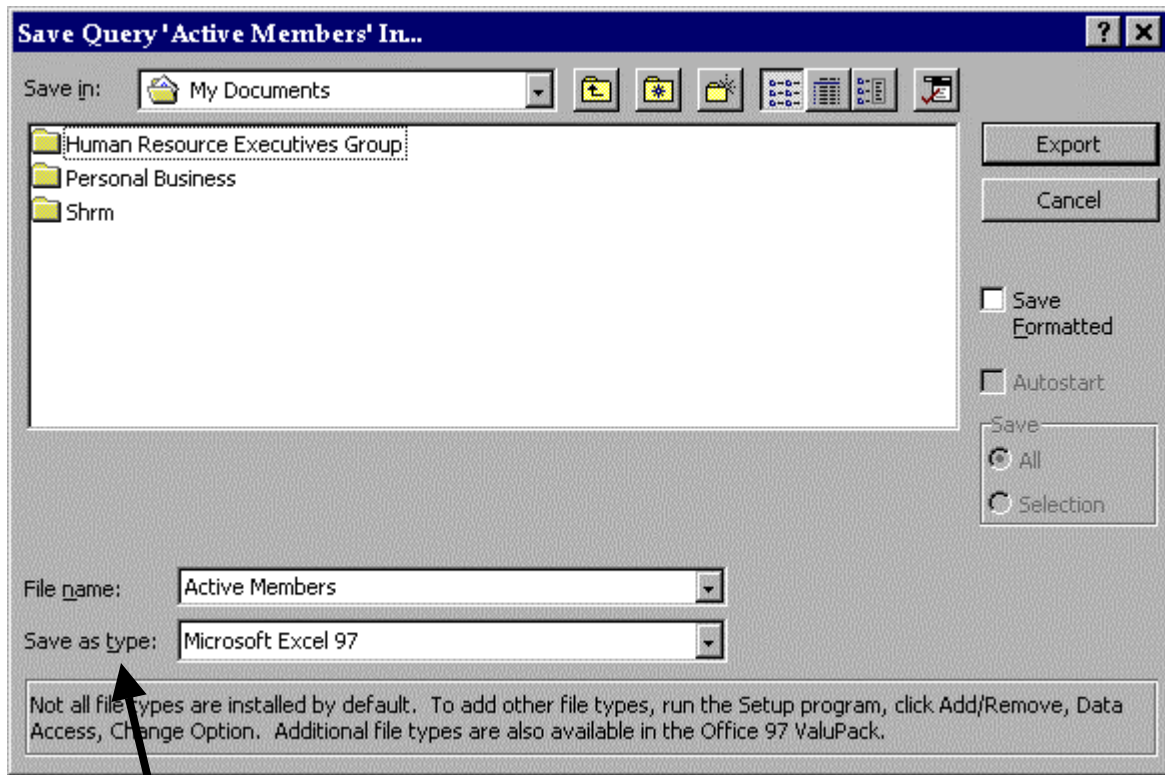 Save Query 'Active Members' In...
Save in: My Documents
Human Resource Executives Group
Personal Business
Shrm
Export
Cancel
Save
Formatted
Autostart
Save
All
Selection
File name: Active Members
Save as type: Microsoft Excel 97
Not all file types are installed by default. To add other file types, run the Setup program, click Add/Remove, Data
Access, Change Option. Additional file types are also available in the Office 97 ValuPack.